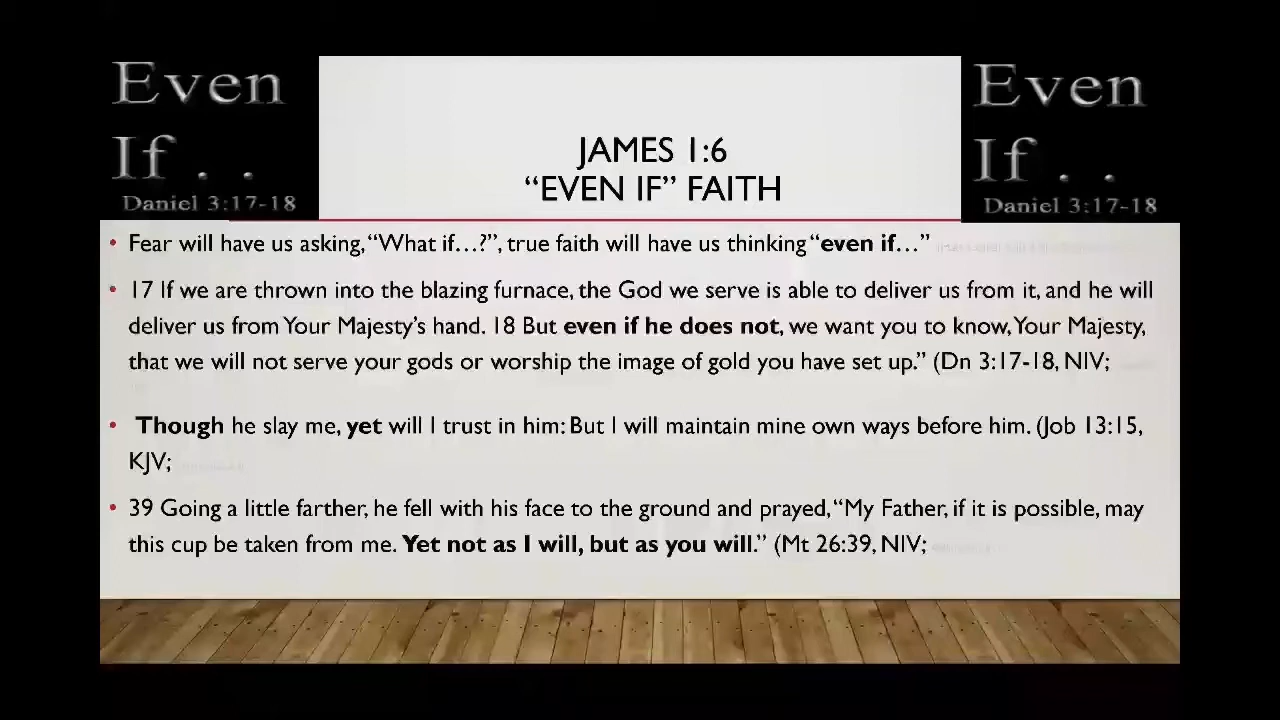 Even
If . .
Daniel 3:17-18
JAMES 1:6
“EVEN IF” FAITH
Even
If . .
Daniel 3:17-18
• Fear will have us asking, “What if…?”, true faith will have us thinking “even if…”
• 17 If we are thrown into the blazing furnace, the God we serve is able to deliver us from it, and he will
deliver us from Your Majesty’s hand. 18 But even if he does not, we want you to know, Your Majesty,
that we will not serve your gods or worship the image of gold you have set up.” (Dn 3:17-18, NIV;
• Though he slay me, yet will I trust in him: But I will maintain mine own ways before him. (Job 13:15,
KJV;
• 39 Going a little farther, he fell with his face to the ground and prayed, “My Father, if it is possible, may
this cup be taken from me. Yet not as I will, but as you will.” (Mt 26:39, NIV;